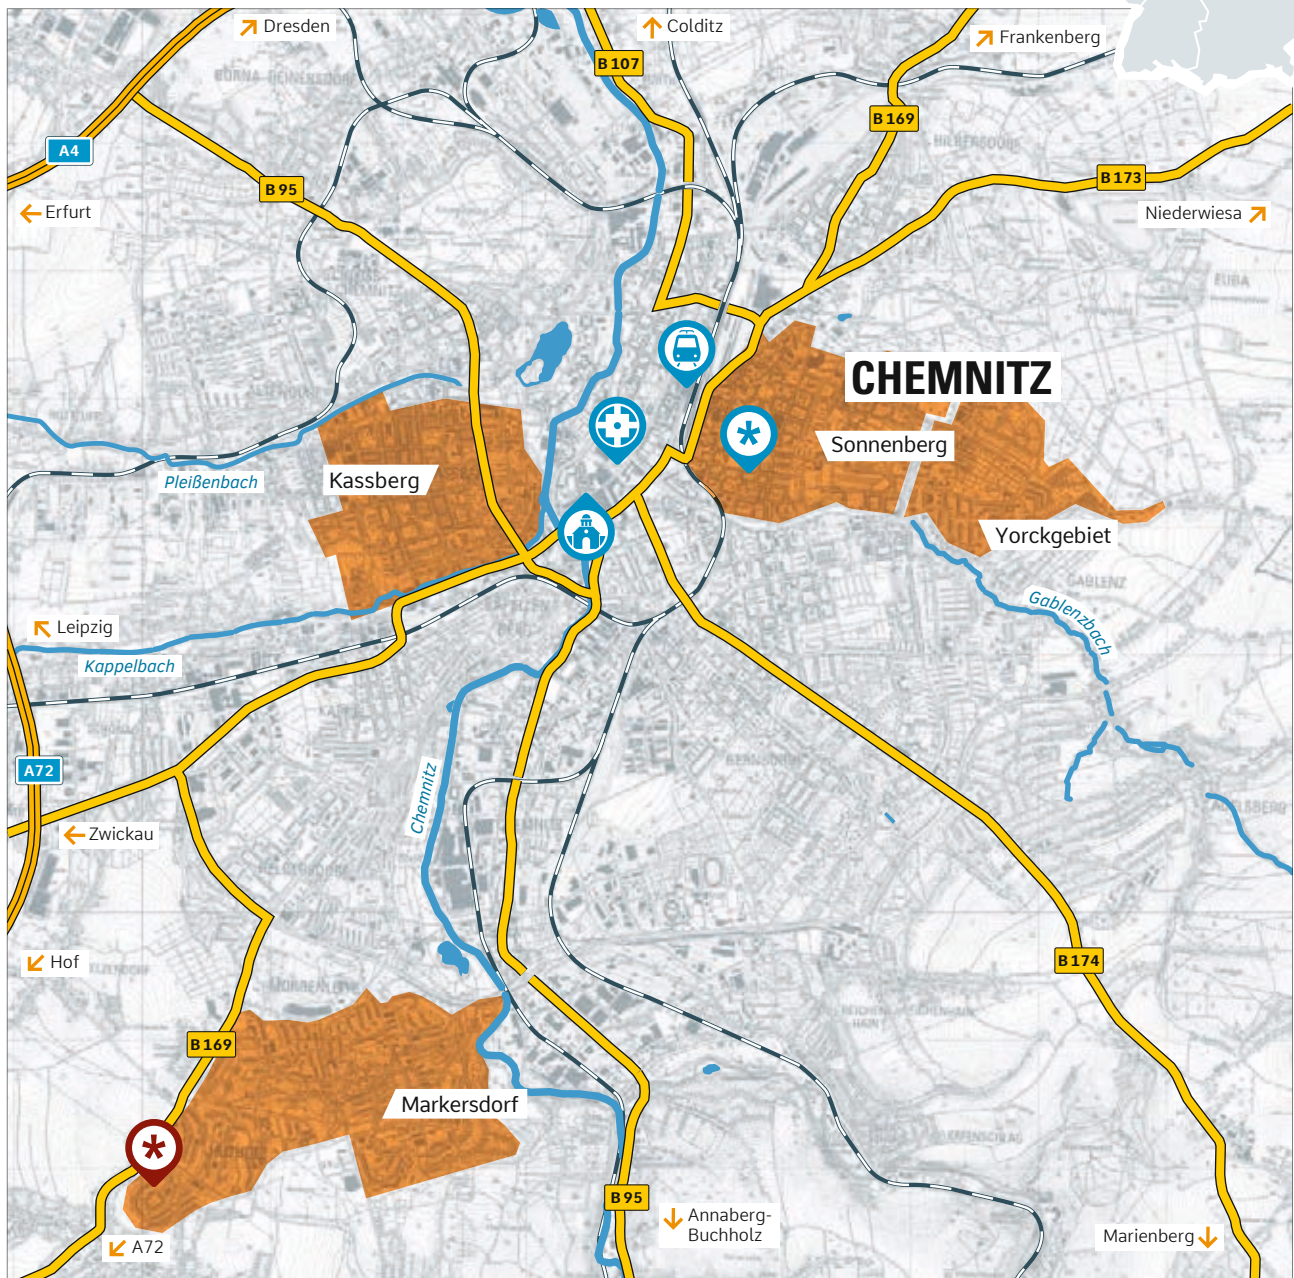 Dresden
Colditz
Frankenberg
B 107
B 169
A4
B 95
B 173
Erfurt
Niederwiesa
CHEMNITZ
Sonnenberg
Kassberg
Pleißenbach
Yorckgebiet
GABLENZ
Gablenzbach
Leipzig
Kappelbach
A72
Chemnitz
Zwickau
B 174
Hof
B 169
Markersdorf
B 95
Annaberg-
Buchholz
Marienberg
A72